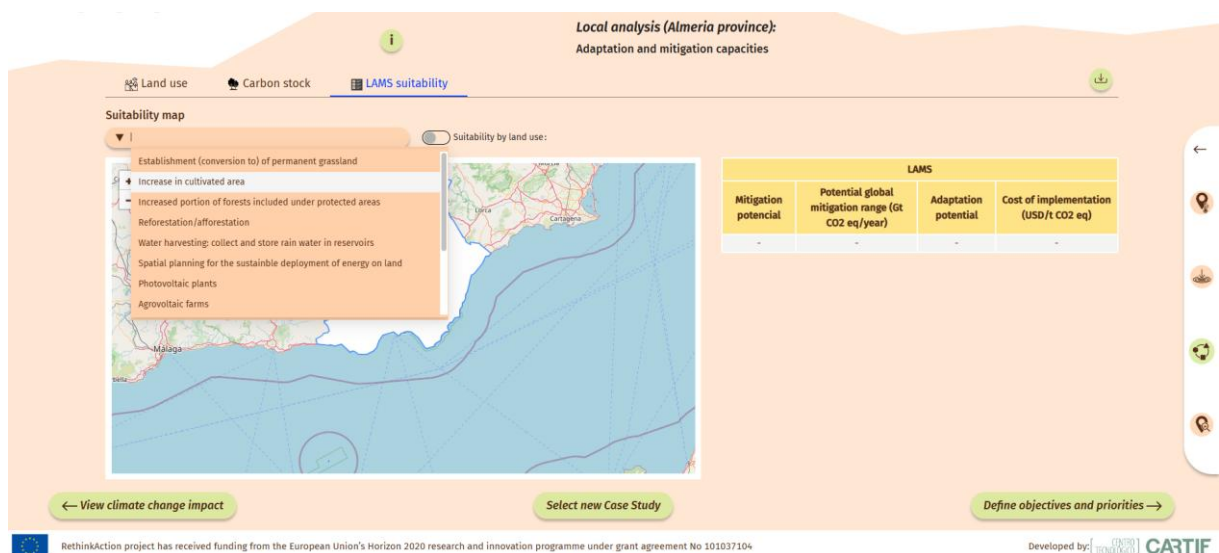 Local analysis (Almeria province):
i
Adaptation and mitigation capacities
Land use
Carbon stock
LAMS suitability
Suitability map
Suitability by land use:
Establishment (conversion to) of permanent grassland
Increase in cultivated area
Increased portion of forests included under protected areas
Reforestation/afforestation
Water harvesting: collect and store rain water in reservoirs
Spatial planning for the sustainble deployment of energy on land
Photovoltaic plants
Agrovoltaic farms
Lorca
Cartagena
Málaga
LAMS
Mitigation potencial
Potential global mitigation range (Gt CO2 eq/year)
Adaptation potential
Cost of implementation (USD/t CO2 eq)
- - - -
← View climate change impact
Select new Case Study
Define objectives and priorities →
RethinkAction project has received funding from the European Union's Horizon 2020 research and innovation programme under grant agreement No 101037104
Developed by:
CENTRO TECNOLÓGICO
CARTIF